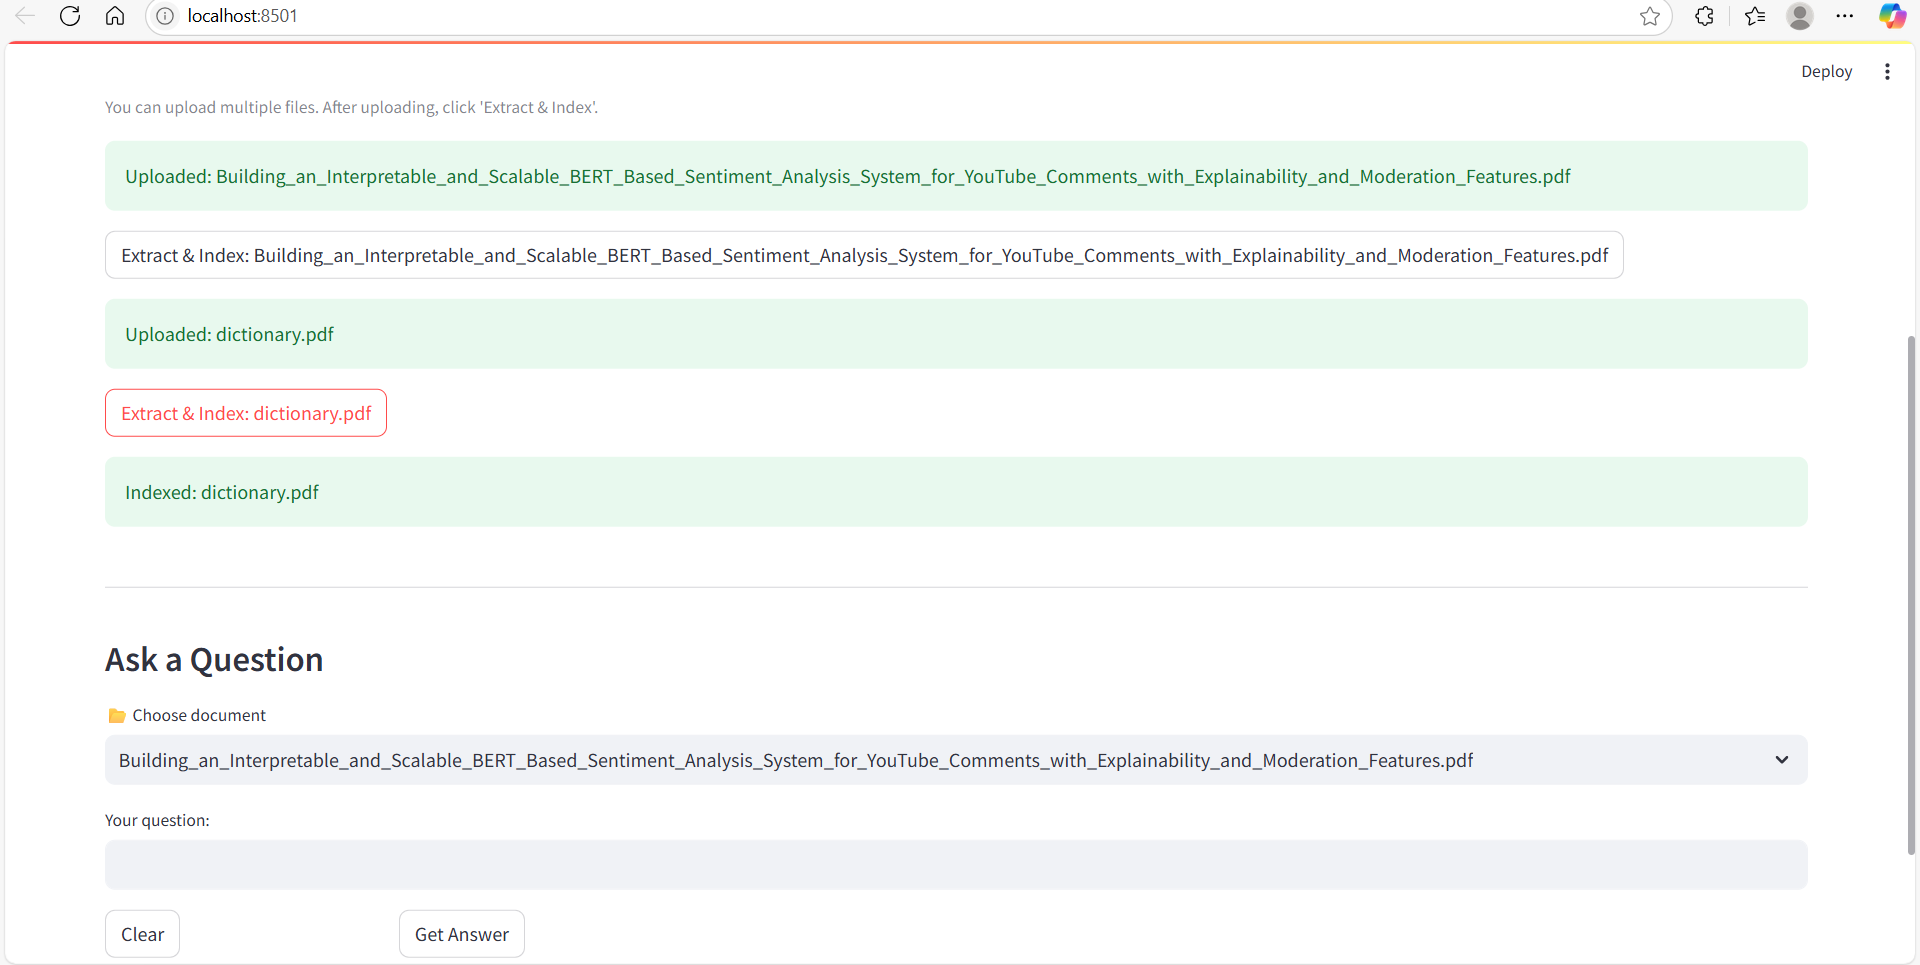 localhost:8501
Deploy
You can upload multiple files. After uploading, click 'Extract & Index'.
Uploaded: Building_an_Interpretable_and_Scalable_BERT_Based_Sentiment_Analysis_System_for_YouTube_Comments_with_Explainability_and_Moderation_Features.pdf
Extract & Index: Building_an_Interpretable_and_Scalable_BERT_Based_Sentiment_Analysis_System_for_YouTube_Comments_with_Explainability_and_Moderation_Features.pdf
Uploaded: dictionary.pdf
Extract & Index: dictionary.pdf
Indexed: dictionary.pdf
Ask a Question
Choose document
Building_an_Interpretable_and_Scalable_BERT_Based_Sentiment_Analysis_System_for_YouTube_Comments_with_Explainability_and_Moderation_Features.pdf
Your question:
Clear
Get Answer